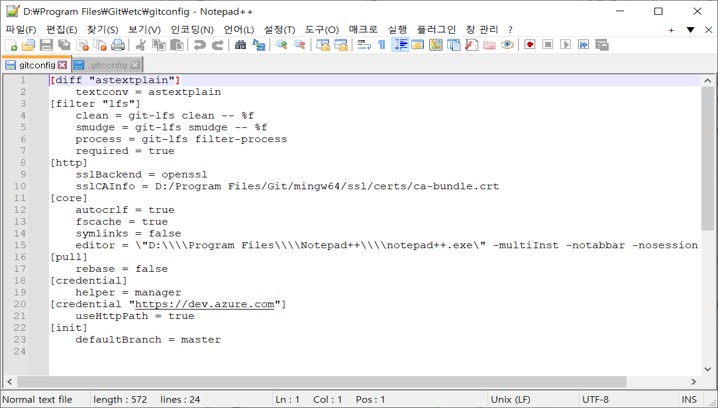 D:₩Program Files₩Git₩etc₩gitconfig - Notepad++
파일(F) 편집(E) 찾기(S) 보기(V) 인코딩(N) 언어(L) 설정(T) 도구(O) 매크로 실행 플러그인 창 관리 ?
gitconfig .gitconfig
1 [diff "astextplain"]
2 textconv = astextplain
3 [filter "lfs"]
4 clean = git-lfs clean -- %f
5 smudge = git-lfs smudge -- %f
6 process = git-lfs filter-process
7 required = true
8 [http]
9 sslBackend = openssl
10 sslCAInfo = D:/Program Files/Git/mingw64/ssl/certs/ca-bundle.crt
11 [core]
12 autocrlf = true
13 fscache = true
14 symlinks = false
15 editor = \"D:\\\\Program Files\\\\Notepad++\\\\notepad++.exe\" -multiInst -notabbar -nosession
16 [pull]
17 rebase = false
18 [credential]
19 helper = manager
20 [credential "https://dev.azure.com"]
21 useHttpPath = true
22 [init]
23 defaultBranch = master
24
Normal text file length : 572 lines : 24 Ln : 1 Col : 1 Pos : 1 Unix (LF) UTF-8 INS